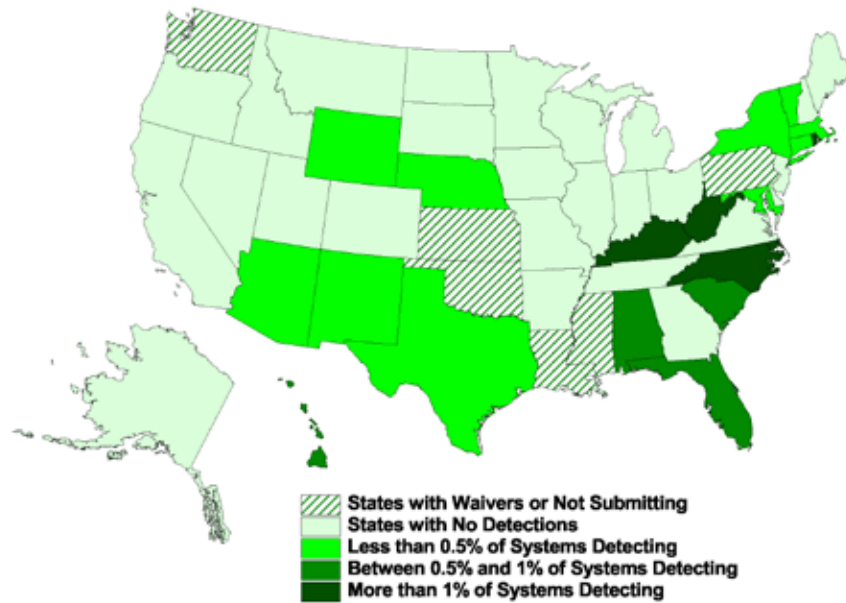 States with Waivers or Not Submitting
States with No Detections
Less than 0.5% of Systems Detecting
Between 0.5% and 1% of Systems Detecting
More than 1% of Systems Detecting